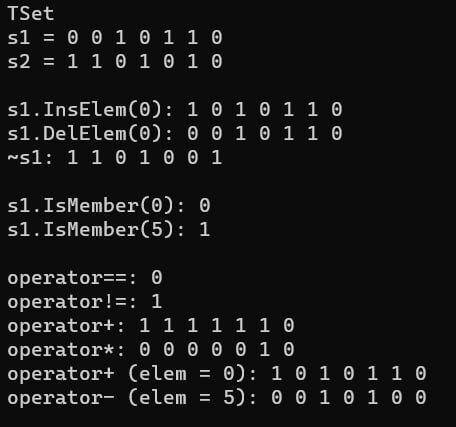 TSet
s1 = 0 0 1 0 1 1 0
s2 = 1 1 0 1 0 1 0
s1.InsElem(0): 1 0 1 0 1 1 0
s1.DelElem(0): 0 0 1 0 1 1 0
~s1: 1 1 0 1 0 0 1
s1.IsMember(0): 0
s1.IsMember(5): 1
operator==: 0
operator!=: 1
operator+: 1 1 1 1 1 1 0
operator*: 0 0 0 0 0 1 0
operator+ (elem = 0): 1 0 1 0 1 1 0
operator- (elem = 5): 0 0 1 0 1 0 0